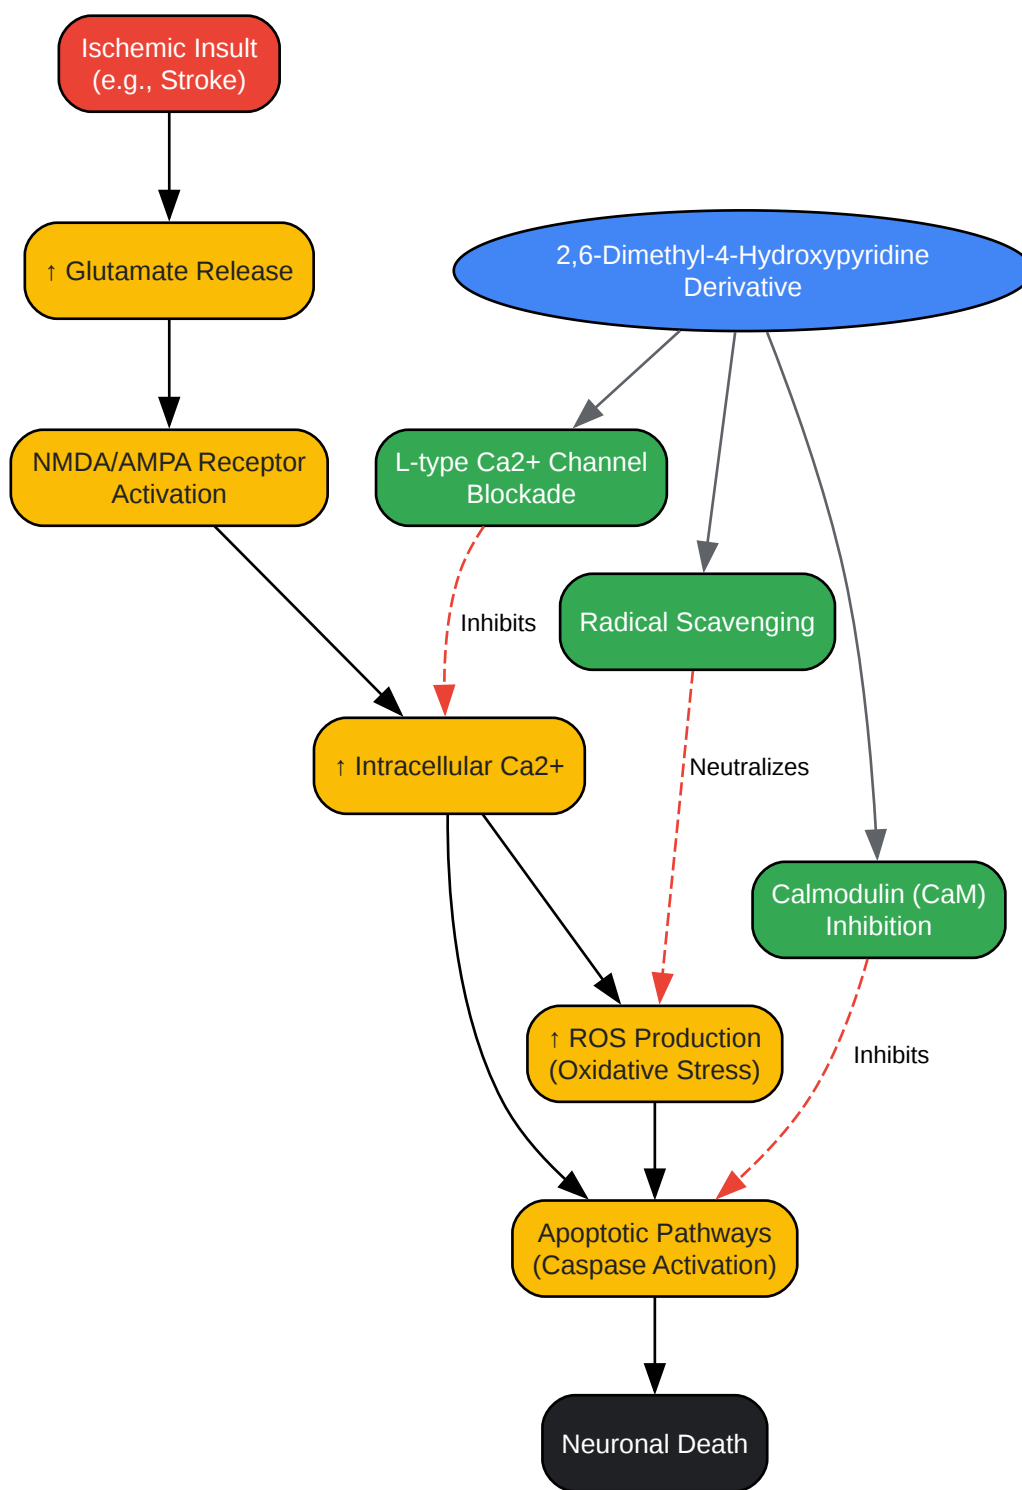 Ischemic Insult
(e.g., Stroke)
↑ Glutamate Release
2,6-Dimethyl-4-Hydroxypyridine
Derivative
NMDA/AMPA Receptor
Activation
L-type Ca2+ Channel
Blockade
Inhibits
Radical Scavenging
↑ Intracellular Ca2+
Neutralizes
Calmodulin (CaM)
Inhibition
↑ ROS Production
(Oxidative Stress)
Inhibits
Apoptotic Pathways
(Caspase Activation)
Neuronal Death